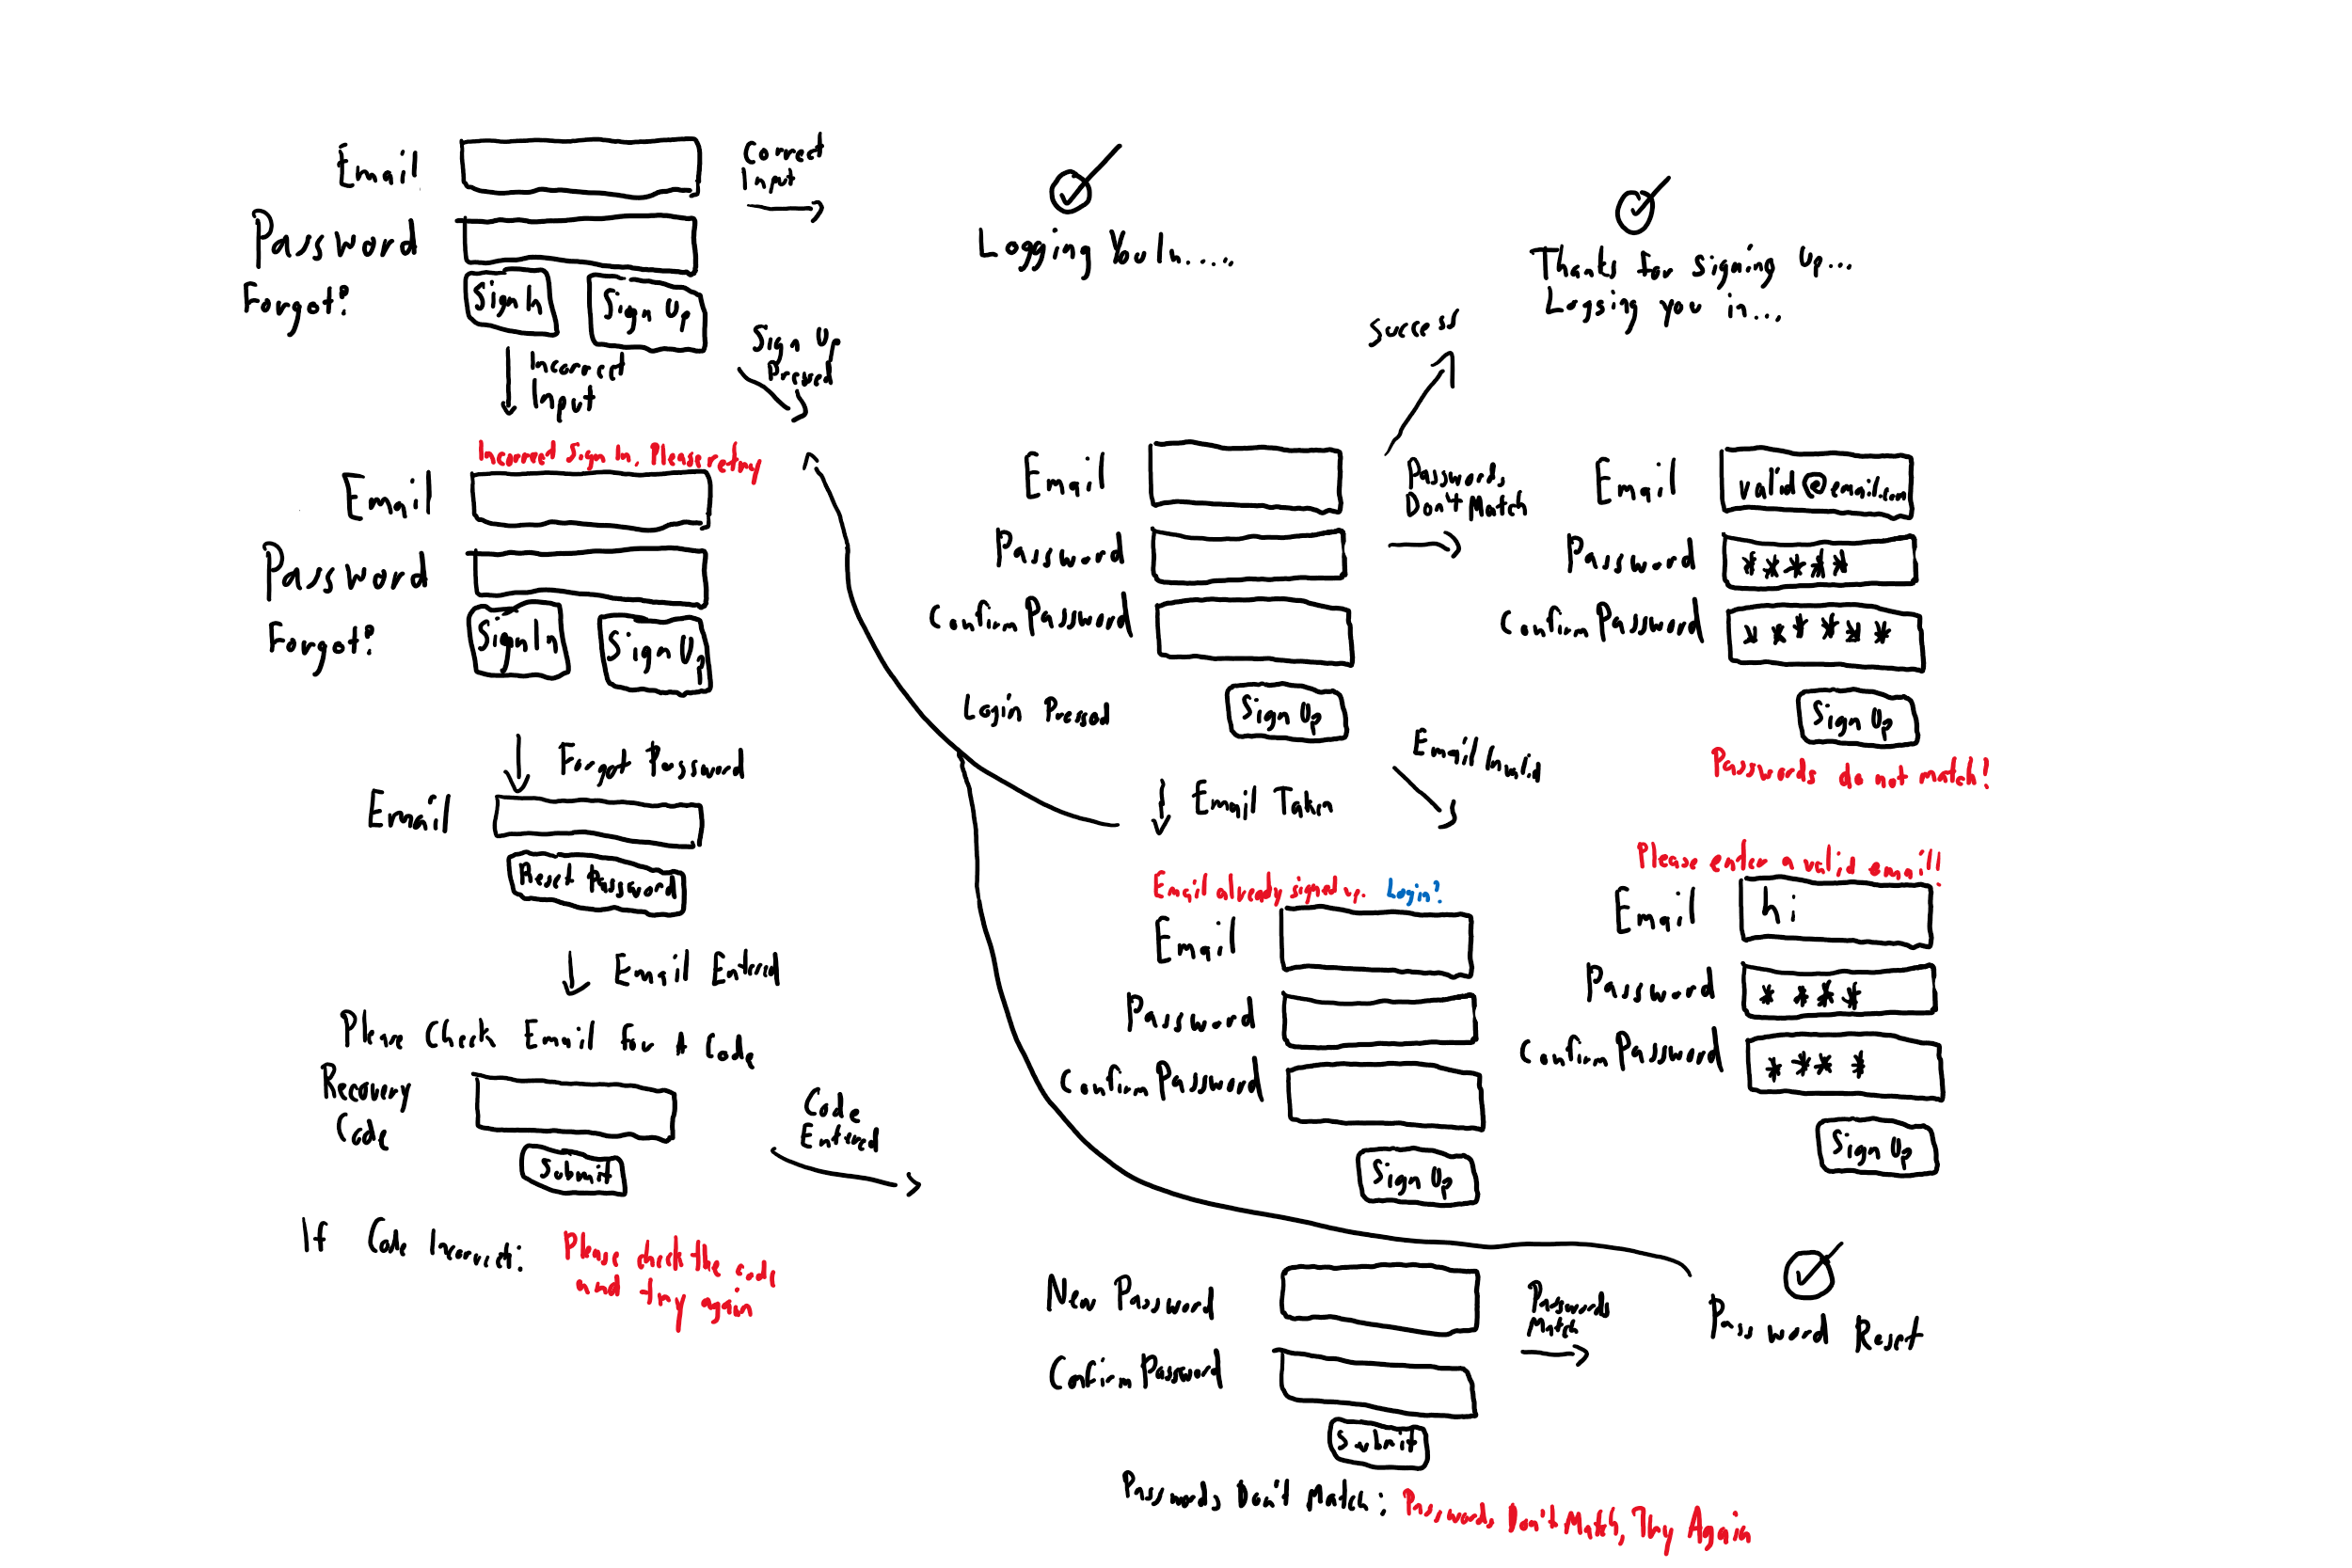 Email
Correct
Input
Password
Forgot?
Sign In
Sign Up
Logging You In.....
Thanks for signing up...
Logging you in...
Incorrect
Input
Sign Up
Pressed
Success
Incorrect Sign In, Please retry
Email
Password
Forgot?
Sign In
Sign Up
Email
Password
Confirm Password
Login Pressed
Sign Up
Passwords
Don't Match
Email
valid@email.com
Password
*****
Confirm Password
******
Sign Up
Passwords do not match!
Forgot Password
Email
Reset Password
Email Taken
Email Invalid
Email already signed up. Login?
Email
Password
Confirm Password
Sign Up
Please enter a valid email!!
Email
hi
Password
****
Confirm Password
****
Sign Up
Email Entered
Please Check Email for A Code
Recovery
Code
Submit
Code
Entered
If Code Incorrect:
Please check the code
and try again
New Password
Confirm Password
Submit
Passwords
Match
Password Reset
Passwords Don't Match: Passwords Don't Match, Try Again